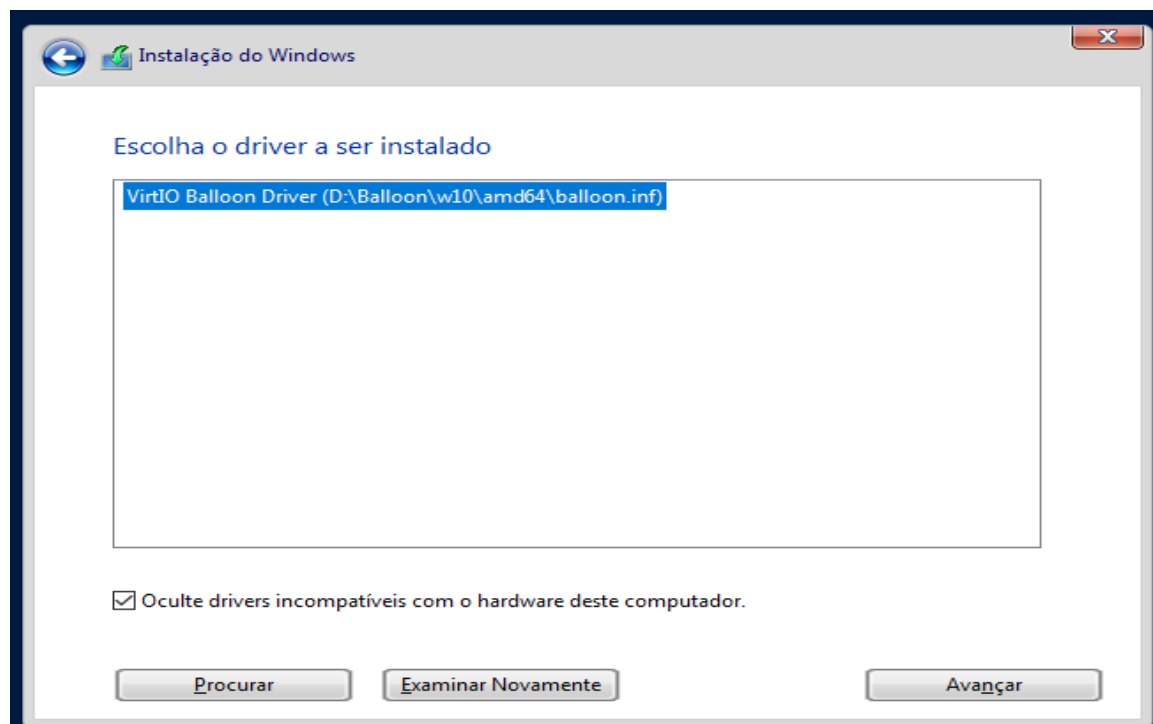 Instalação do Windows
Escolha o driver a ser instalado
VirtIO Balloon Driver (D:\Balloon\w10\amd64\balloon.inf)
Oculte drivers incompatíveis com o hardware deste computador.
Procurar Examinar Novamente Avançar